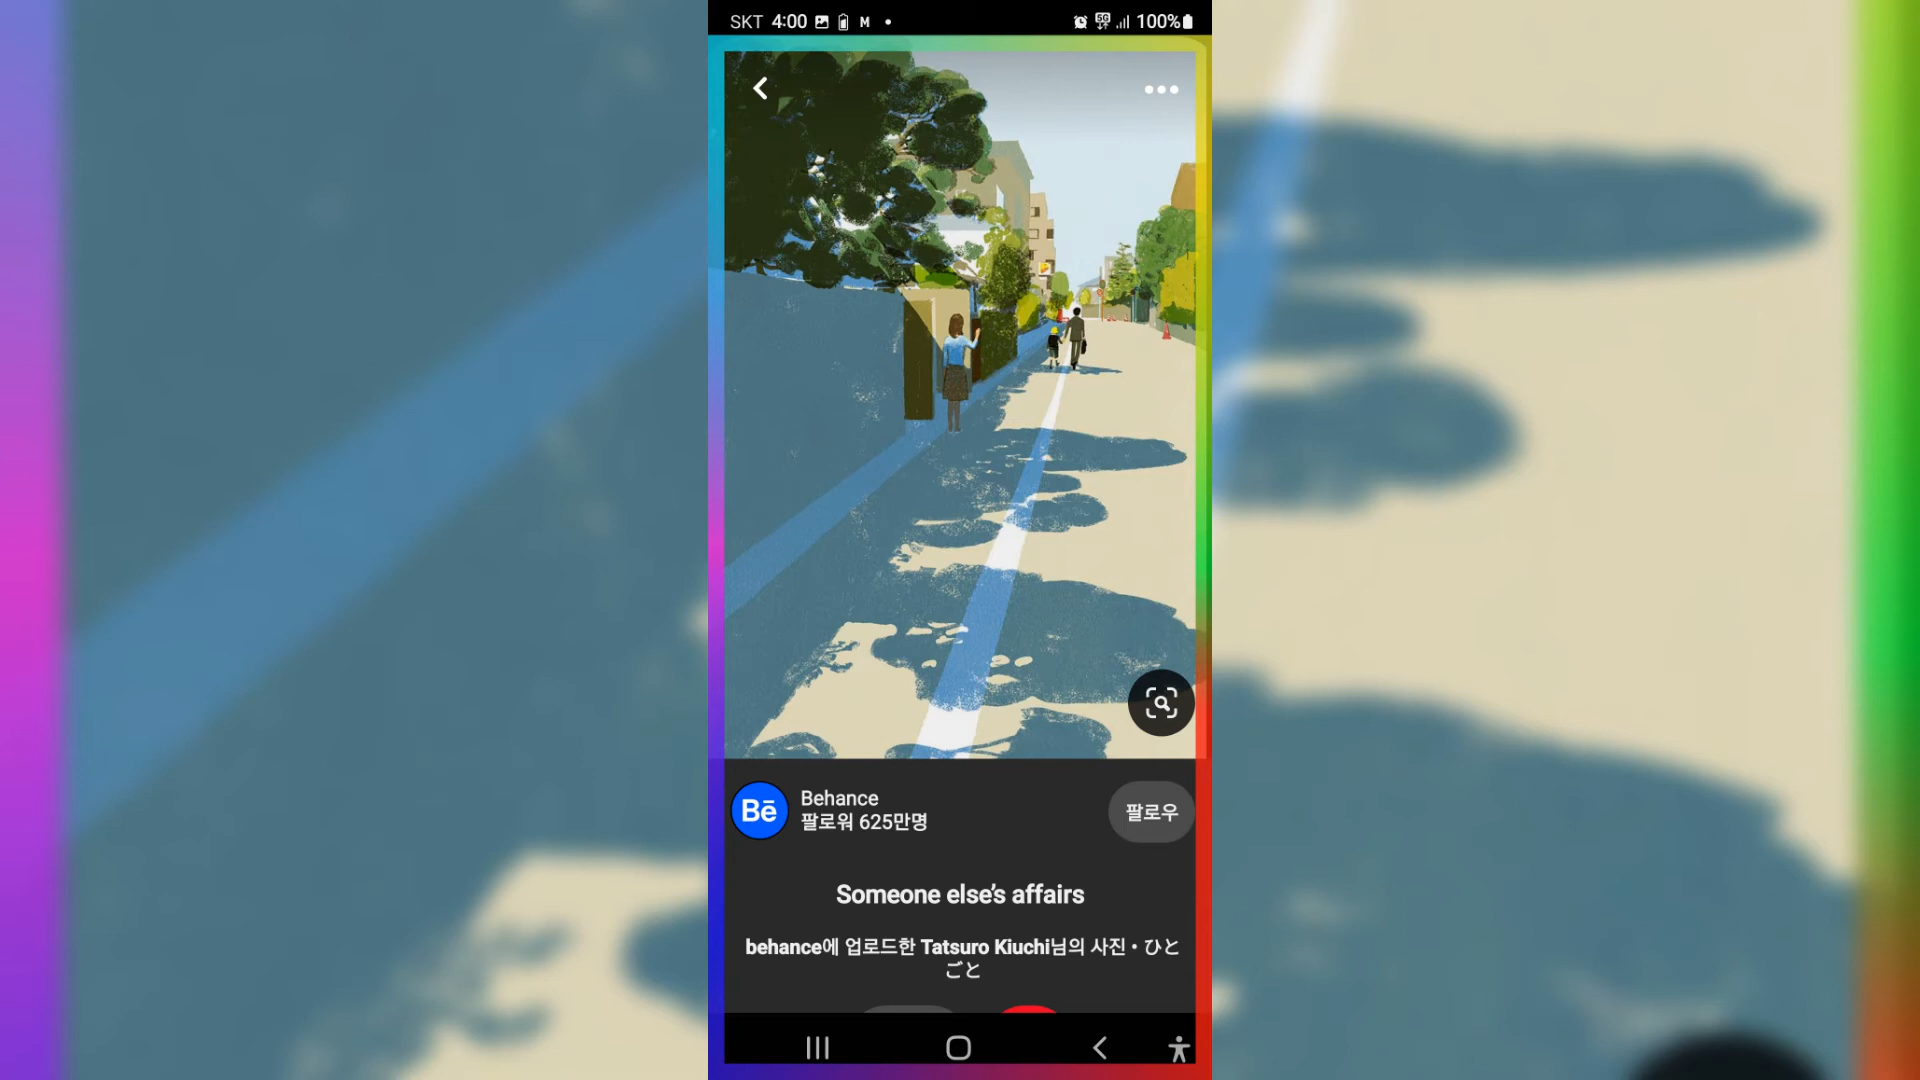 SKT 4:00 M 5G 100%
Bē
Behance
팔로워 625만명
팔로우
Someone else's affairs
behance에 업로드한 Tatsuro Kiuchi님의 사진 • ひと
ごと